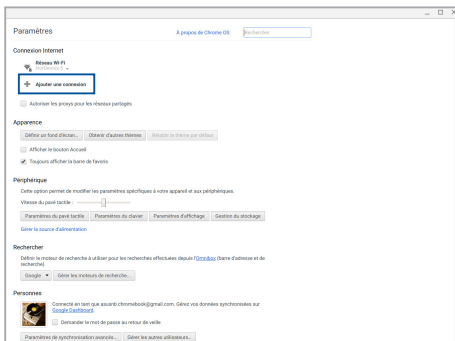 Paramètres
À propos de Chrome OS
Rechercher
Connexion Internet
Réseau Wi-Fi
Ajouter une connexion
Autoriser les proxys pour les réseaux partagés
Apparence
Définir un fond d'écran...
Obtenir d'autres thèmes
Rétablir le thème par défaut
Afficher le bouton Accueil
Toujours afficher la barre de favoris
Périphérique
Cette option permet de modifier les paramètres spécifiques à votre appareil et aux périphériques.
Vitesse du pavé tactile :
Paramètres du pavé tactile
Paramètres du clavier
Paramètres d'affichage
Gestion du stockage
Gérer la source d'alimentation
Rechercher
Définir le moteur de recherche à utiliser pour les recherches effectuées depuis l'Omnibox (barre d'adresse et de
recherche)
Google
Gérer les moteurs de recherche...
Personnes
Connecté en tant que asusnb.chromebook@gmail.com. Gérez vos données synchronisées sur
Google Dashboard.
Demander le mot de passe au retour de veille
Paramètres de synchronisation avancés...
Gérer les autres utilisateurs...